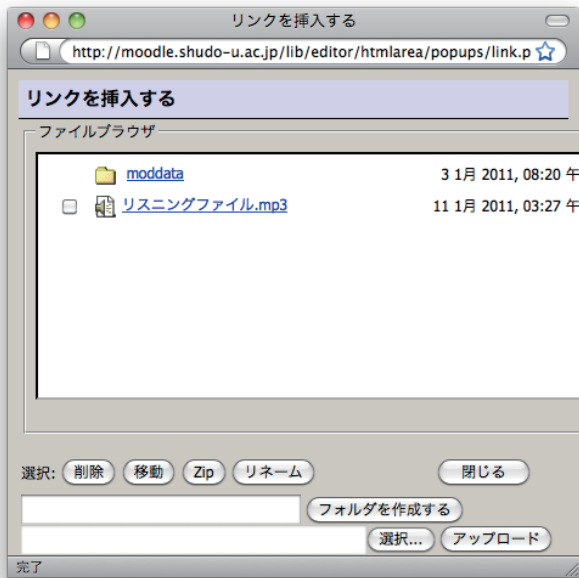 リンクを挿入する
http://moodle.shudo-u.ac.jp/lib/editor/htmlarea/popups/link.p
リンクを挿入する
ファイルブラウザ
moddata 3 1月 2011, 08:20 午
リスニングファイル.mp3 11 1月 2011, 03:27 午
選択: 削除 移動 Zip リネーム 閉じる
フォルダを作成する
選択... アップロード
完了